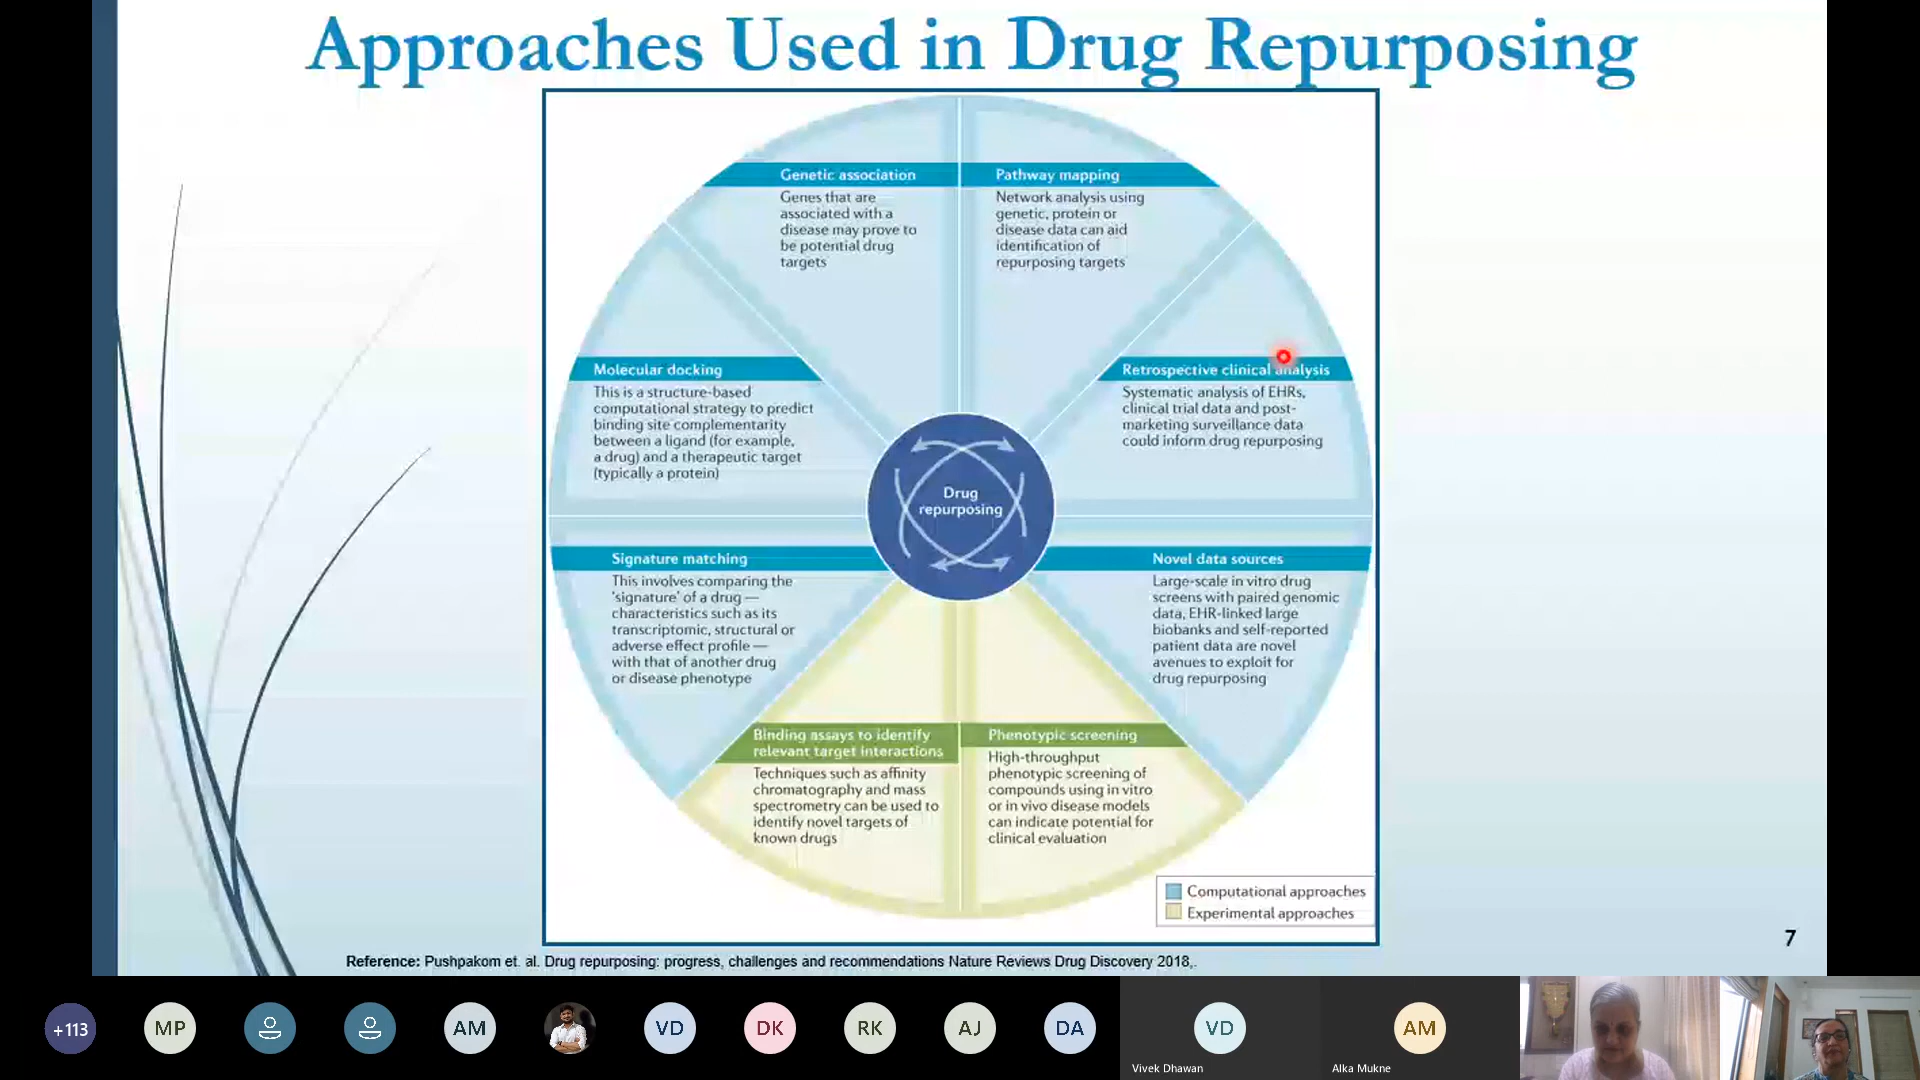 Approaches Used in Drug Repurposing
Genetic association
Genes that are
associated with a
disease may prove to
be potential drug
targets
Pathway mapping
Network analysis using
genetic, protein or
disease data can aid
identification of
repurposing targets
Molecular docking
This is a structure-based
computational strategy to predict
binding site complementarity
between a ligand (for example,
a drug) and a therapeutic target
(typically a protein)
Retrospective clinical analysis
Systematic analysis of EHRs,
clinical trial data and post-
marketing surveillance data
could inform drug repurposing
Drug
repurposing
Signature matching
This involves comparing the
'signature' of a drug —
characteristics such as its
transcriptomic, structural or
adverse effect profile —
with that of another drug
or disease phenotype
Novel data sources
Large-scale in vitro drug
screens with paired genomic
data, EHR-linked large
biobanks and self-reported
patient data are novel
avenues to exploit for
drug repurposing
Binding assays to identify
relevant target interactions
Techniques such as affinity
chromatography and mass
spectrometry can be used to
identify novel targets of
known drugs
Phenotypic screening
High-throughput
phenotypic screening of
compounds using in vitro
or in vivo disease models
can indicate potential for
clinical evaluation
Computational approaches
Experimental approaches
7
Reference: Pushpakom et. al. Drug repurposing: progress, challenges and recommendations Nature Reviews Drug Discovery 2018,.
+113
MP
AM
VD
DK
RK
AJ
DA
VD
Vivek Dhawan
AM
Alka Mukne